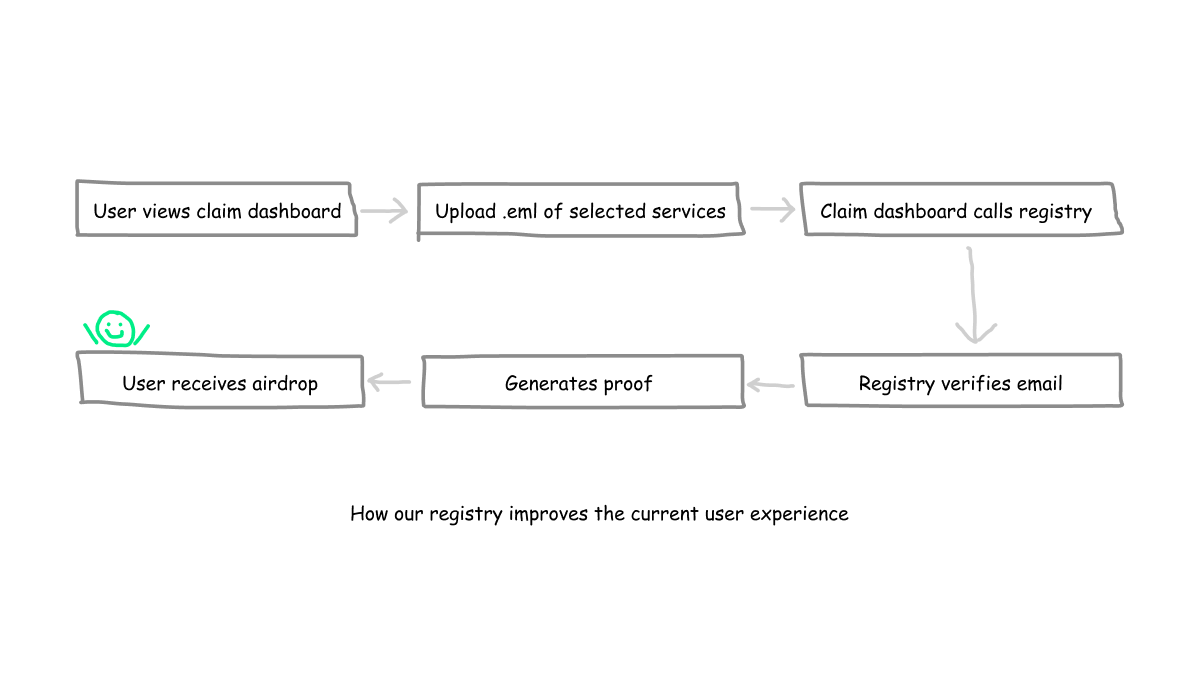 User views claim dashboard
Upload .eml of selected services
Claim dashboard calls registry
Registry verifies email
Generates proof
User receives airdrop
How our registry improves the current user experience